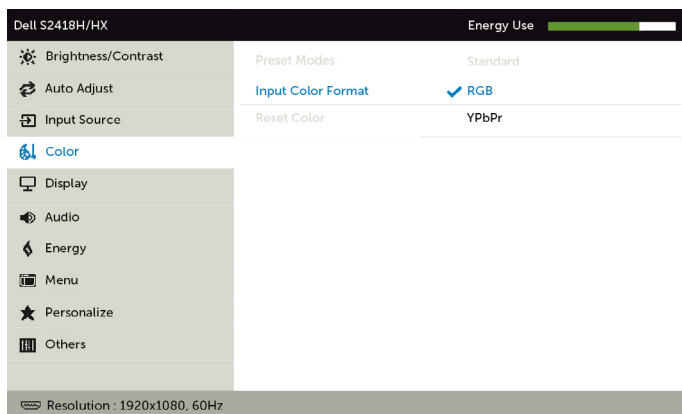 Dell S2418H/HX Energy Use
Brightness/Contrast Preset Modes Standard
Auto Adjust Input Color Format RGB
Input Source Reset Color YPbPr
Color
Display
Audio
Energy
Menu
Personalize
Others
Resolution : 1920x1080, 60Hz